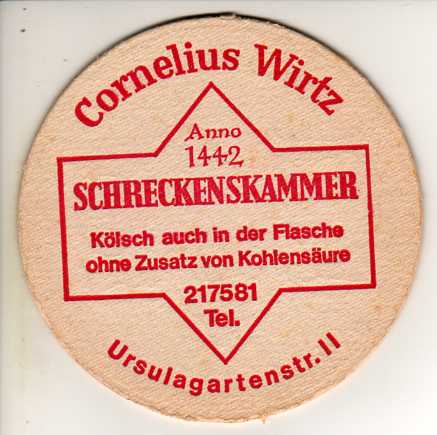 Cornelius Wirtz
Anno
1442
SCHRECKENSKAMMER
Kölsch auch in der Flasche
ohne Zusatz von Kohlensäure
217581
Tel.
Ursulagartenstr. 11